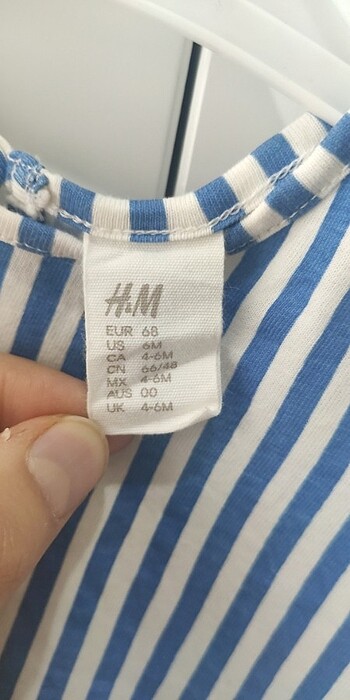 H&M
EUR 68
US 6M
CA 4-6M
CN 66/48
MX 4-6M
AUS 00
UK 4-6M